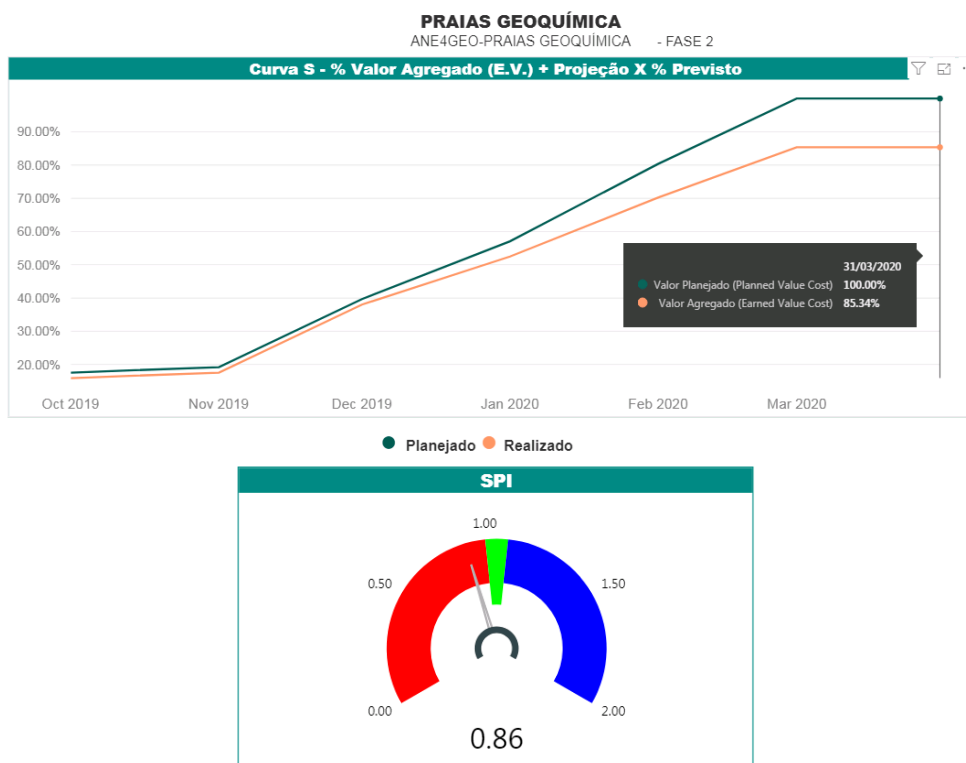 PRAIAS GEOQUÍMICA
ANE4GEO-PRAIAS GEOQUÍMICA - FASE 2
Curva S - % Valor Agregado (E.V.) + Projeção X % Previsto
90.00%
80.00%
70.00%
60.00%
50.00%
40.00%
30.00%
20.00%
31/03/2020
Valor Planejado (Planned Value Cost) 100.00%
Valor Agregado (Earned Value Cost) 85.34%
Oct 2019 Nov 2019 Dec 2019 Jan 2020 Feb 2020 Mar 2020
Planejado Realizado
SPI
1.00
0.50 1.50
0.00 2.00
0.86